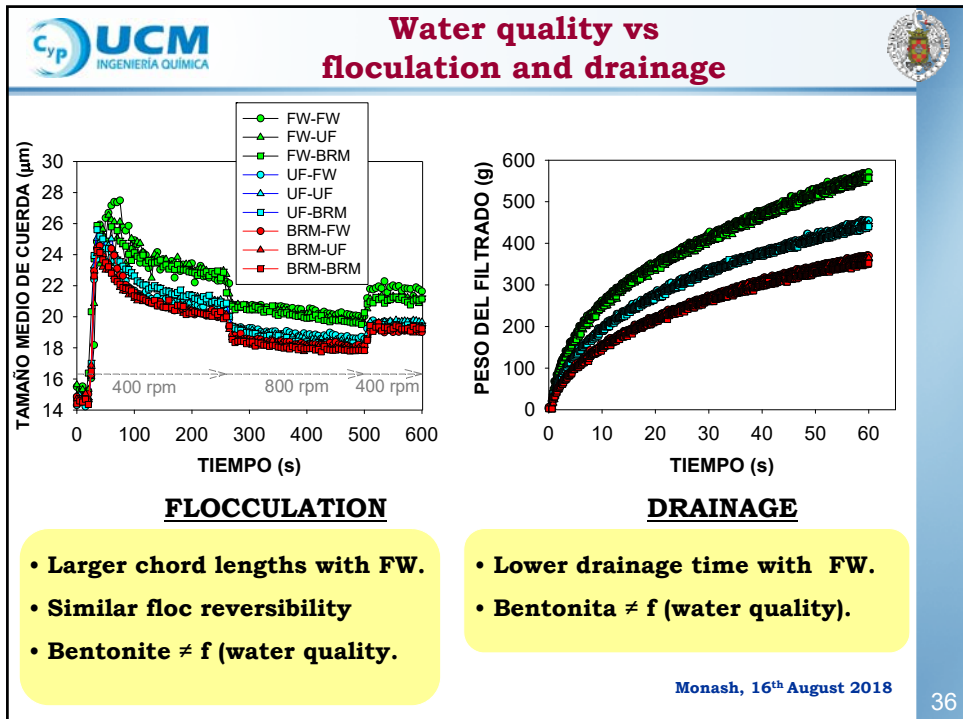 CyP
UCM
INGENIERÍA QUÍMICA
Water quality vs
floculation and drainage
FW-FW
FW-UF
FW-BRM
UF-FW
UF-UF
UF-BRM
BRM-FW
BRM-UF
BRM-BRM
TAMAÑO MEDIO DE CUERDA (µm)
30
28
26
24
22
20
18
16
14
400 rpm
800 rpm
400 rpm
0 100 200 300 400 500 600
TIEMPO (s)
PESO DEL FILTRADO (g)
600
500
400
300
200
100
0
0 10 20 30 40 50 60
TIEMPO (s)
FLOCCULATION
• Larger chord lengths with FW.
• Similar floc reversibility
• Bentonite ≠ f (water quality.
DRAINAGE
• Lower drainage time with FW.
• Bentonita ≠ f (water quality).
Monash, 16th August 2018
36